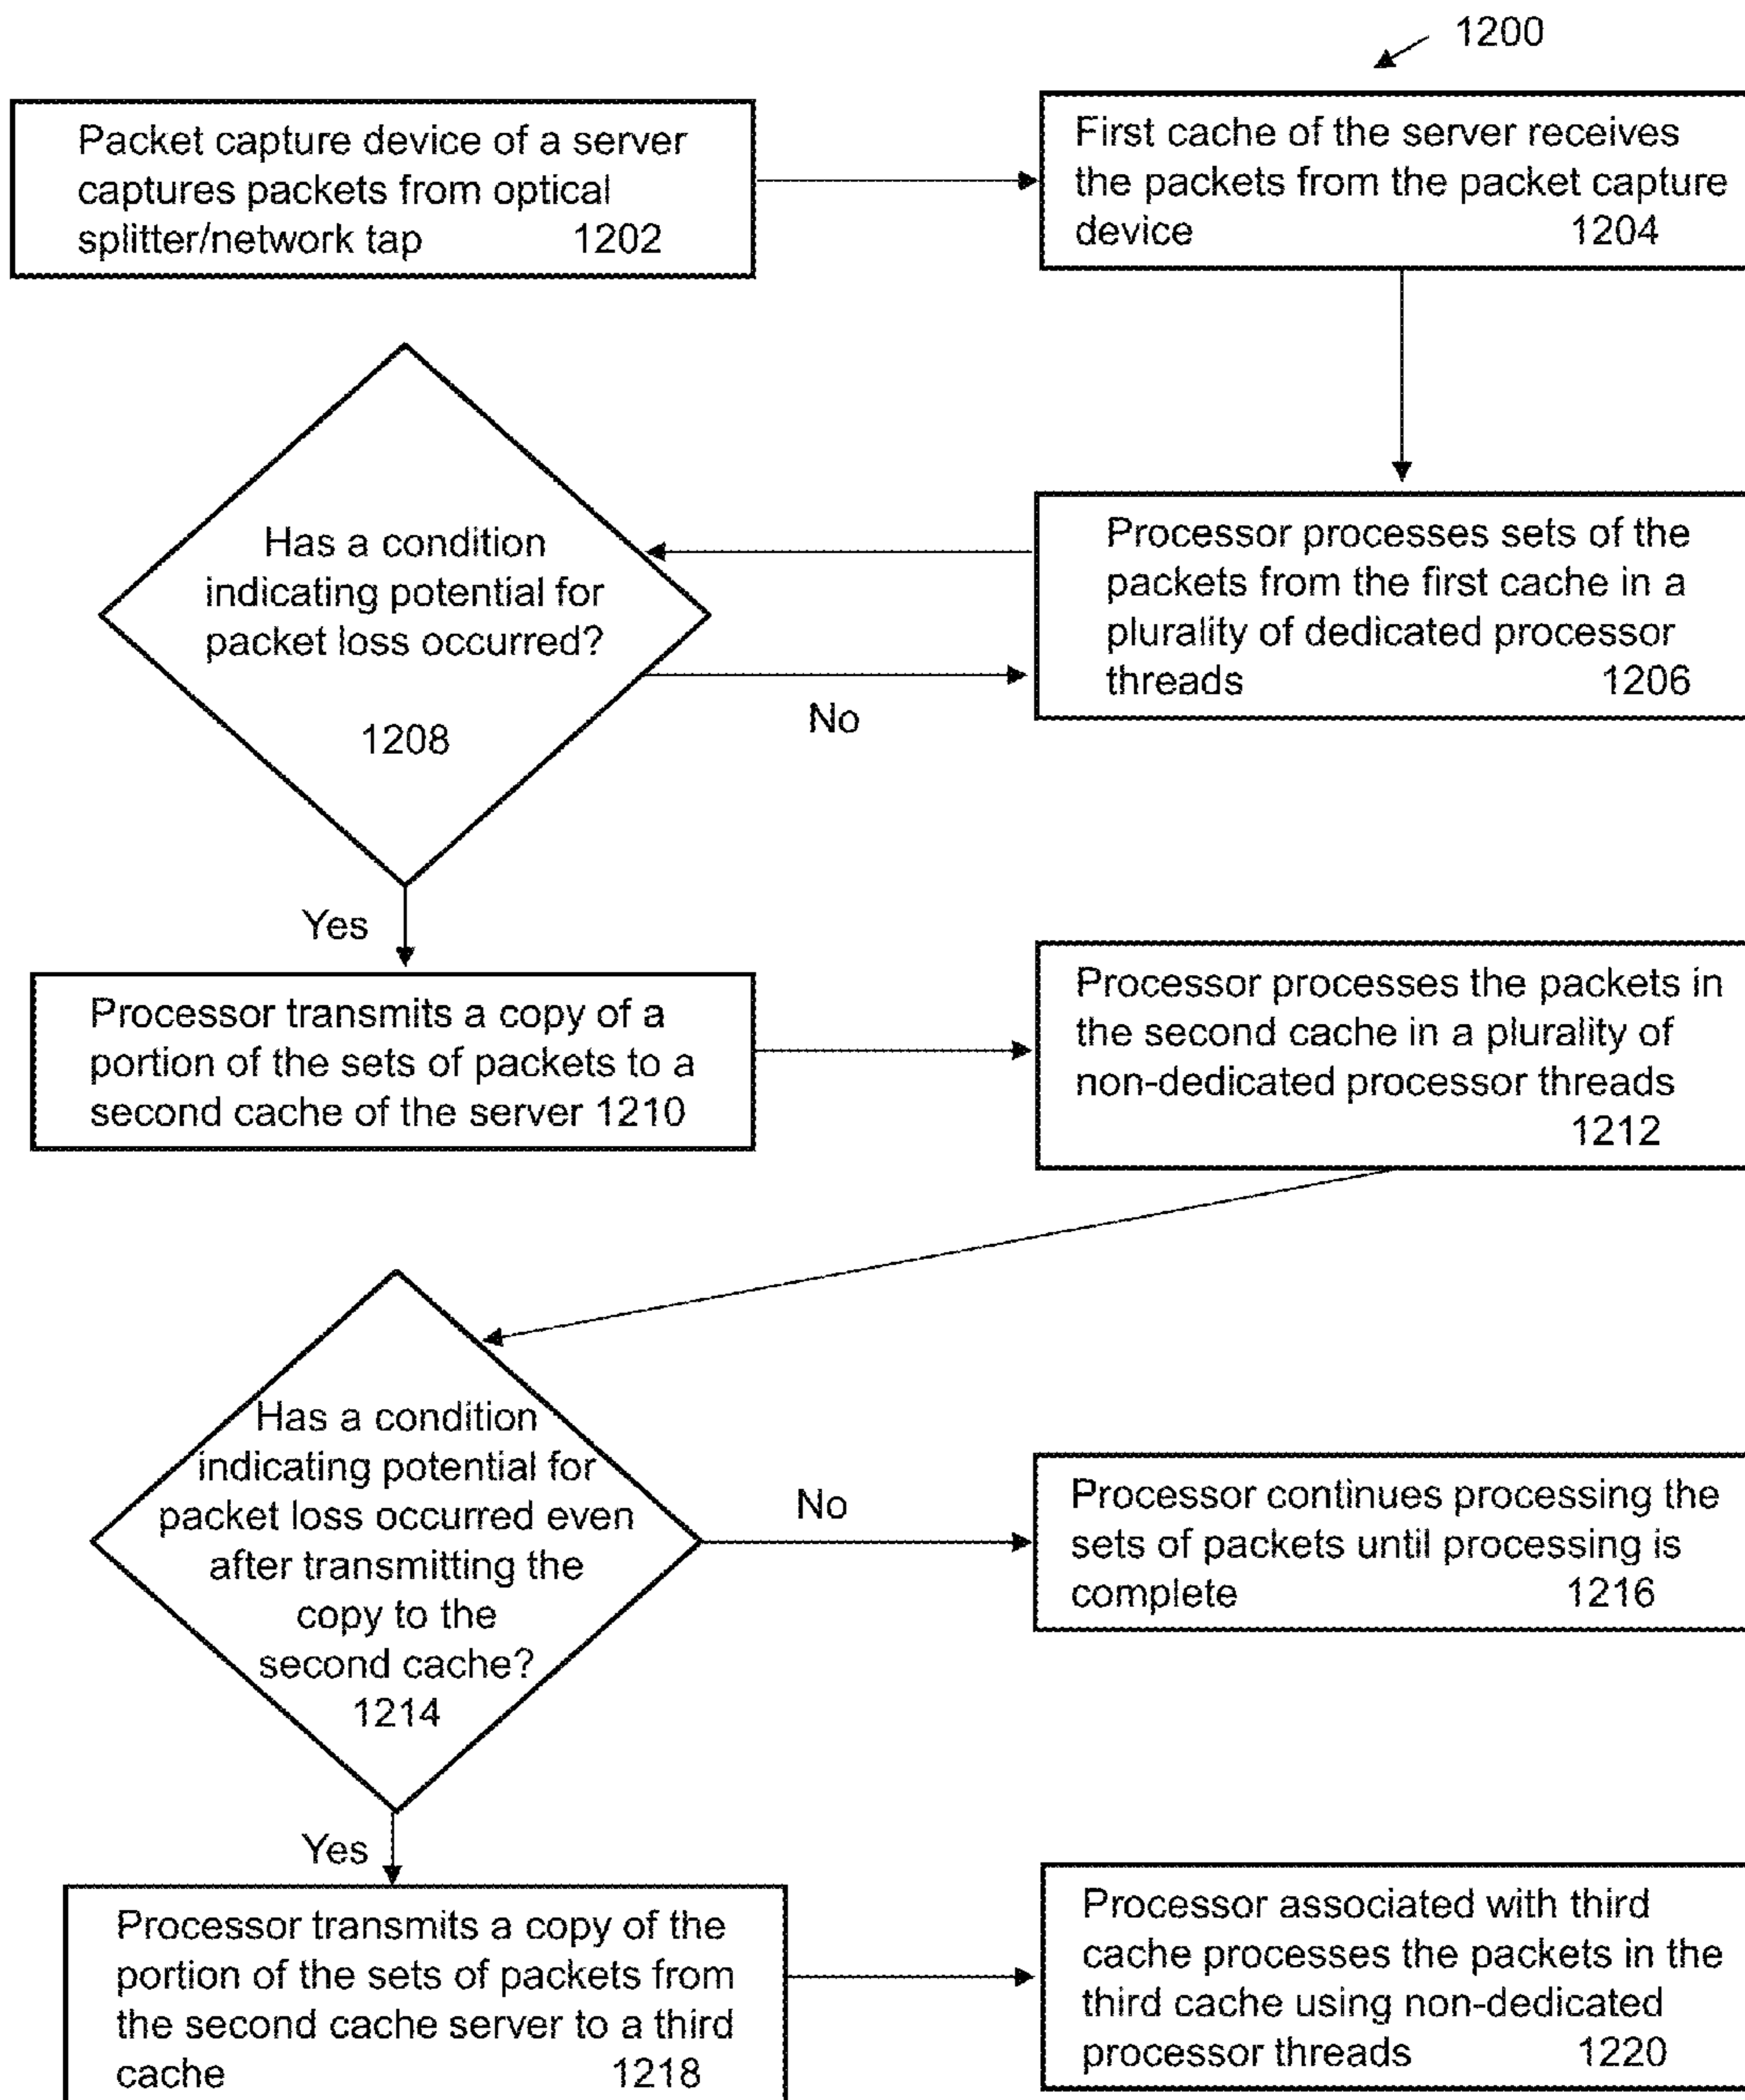 1200
Packet capture device of a server
captures packets from optical
splitter/network tap 1202
First cache of the server receives
the packets from the packet capture
device 1204
Processor processes sets of the
packets from the first cache in a
plurality of dedicated processor
threads 1206
Has a condition
indicating potential for
packet loss occurred?
1208
No
Yes
Processor transmits a copy of a
portion of the sets of packets to a
second cache of the server 1210
Processor processes the packets in
the second cache in a plurality of
non-dedicated processor threads
1212
Has a condition
indicating potential for
packet loss occurred even
after transmitting the
copy to the
second cache?
1214
No
Processor continues processing the
sets of packets until processing is
complete 1216
Yes
Processor transmits a copy of the
portion of the sets of packets from
the second cache server to a third
cache 1218
Processor associated with third
cache processes the packets in the
third cache using non-dedicated
processor threads 1220